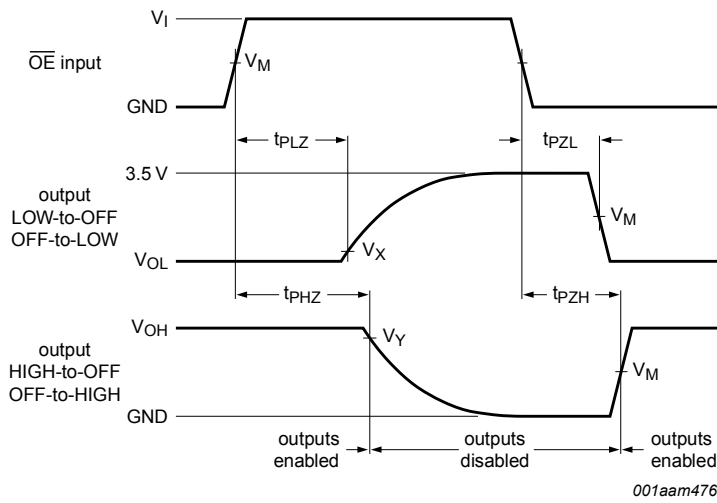 V_I
O̅E̅ input
V_M
GND
t_PLZ
t_PZL
3.5 V
output
LOW-to-OFF
OFF-to-LOW
V_M
V_X
V_OL
t_PHZ
t_PZH
V_OH
V_Y
output
HIGH-to-OFF
OFF-to-HIGH
V_M
GND
outputs
enabled
outputs
disabled
outputs
enabled
001aam476